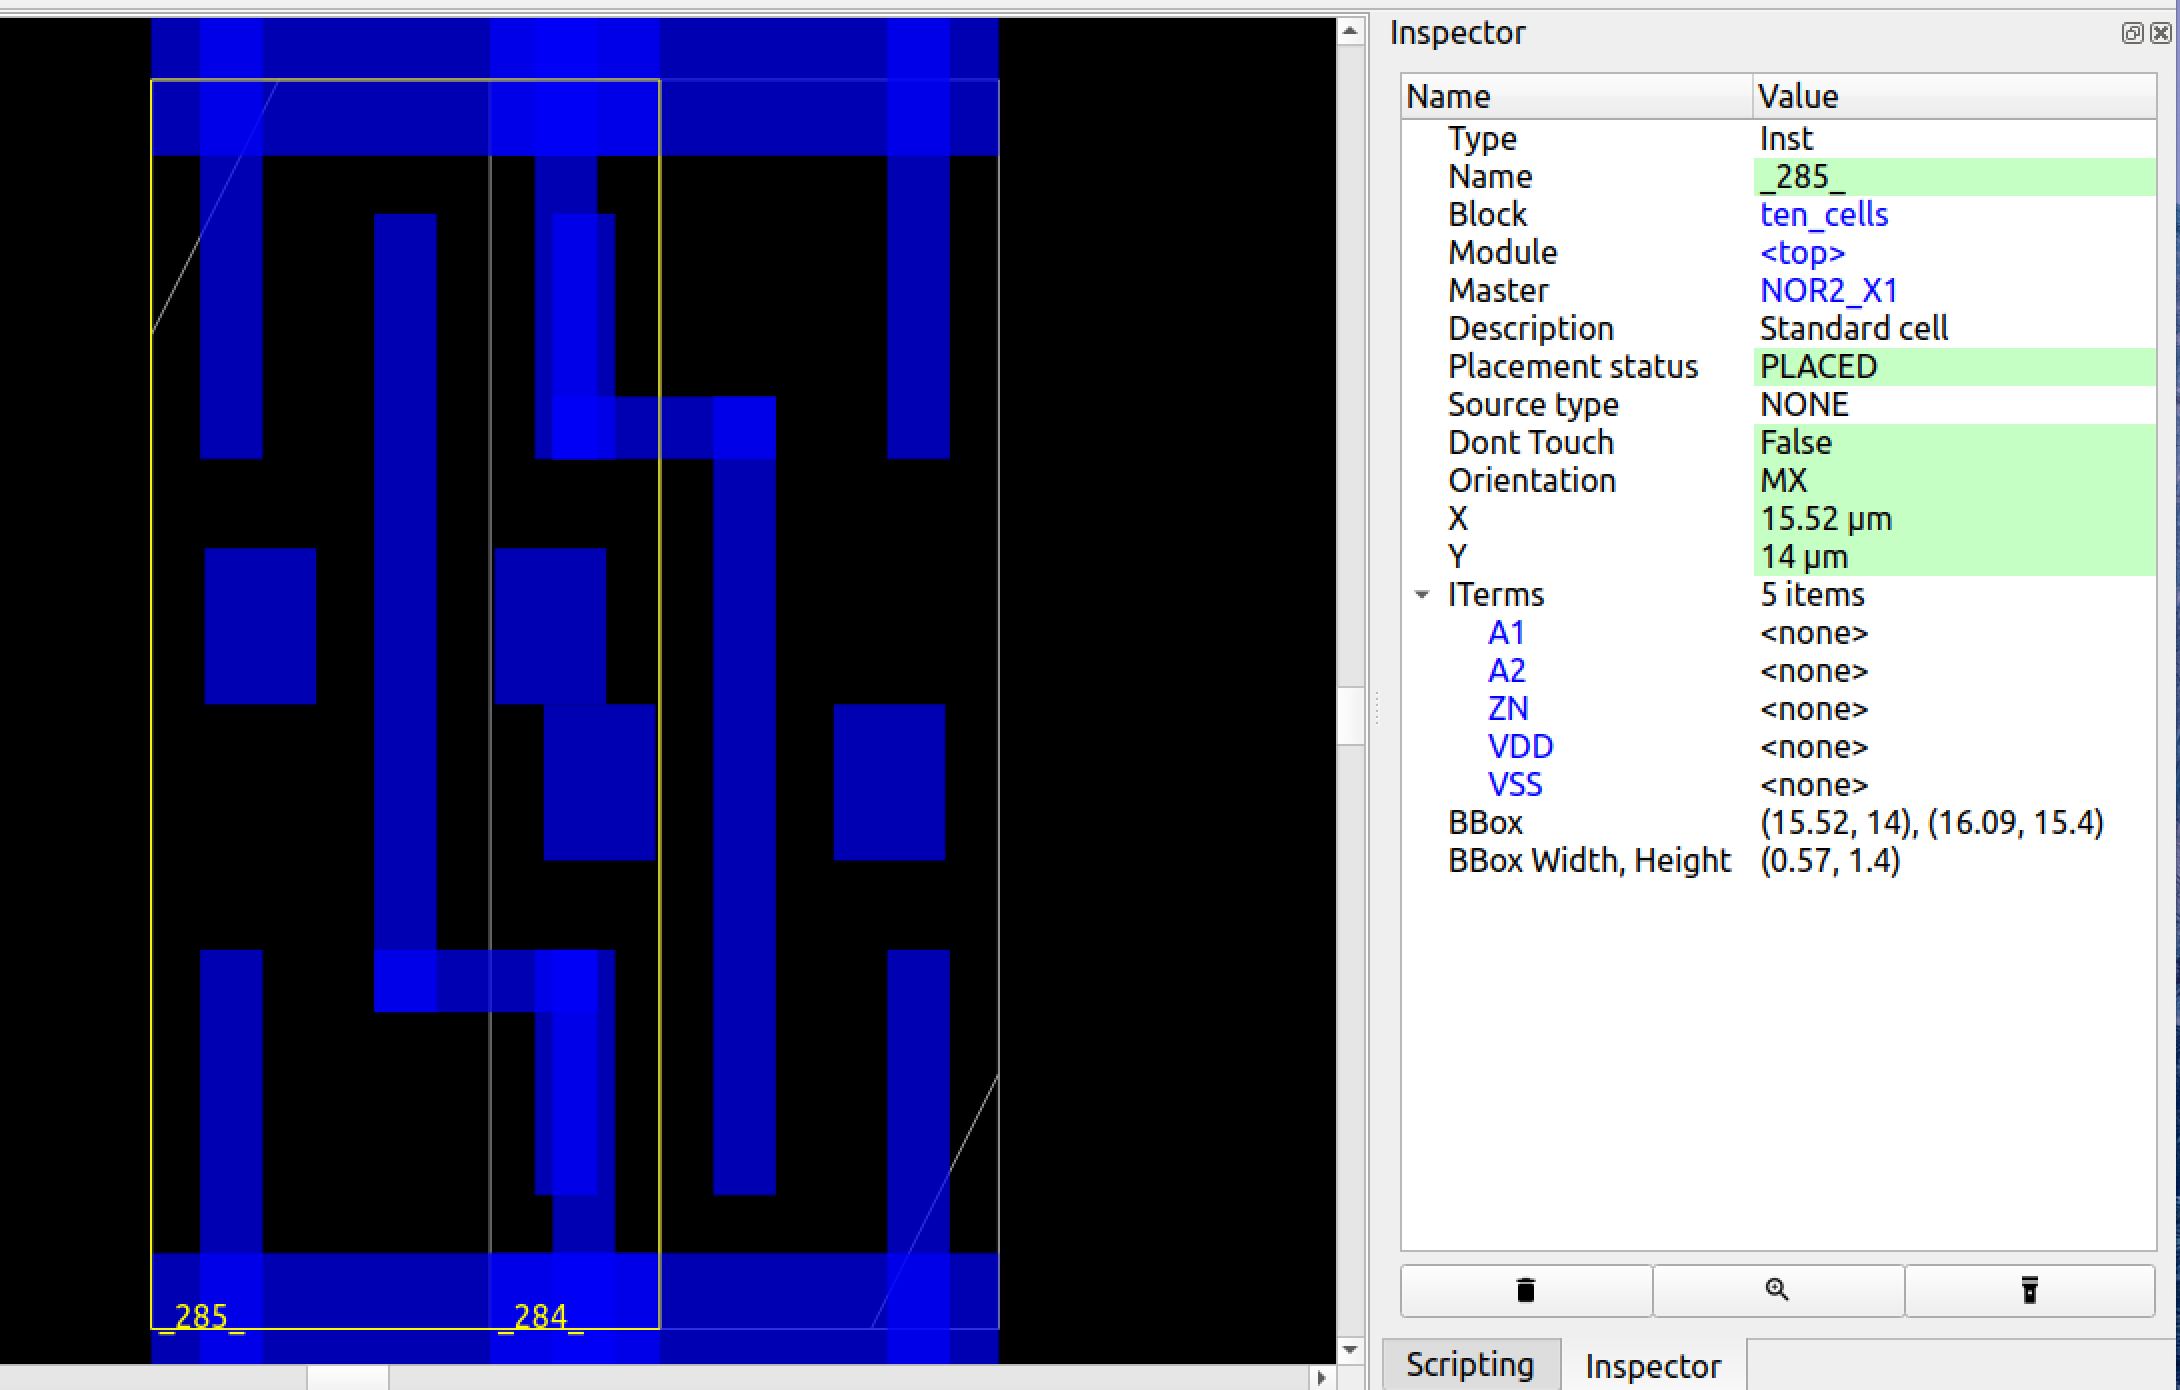 Inspector
Name Value
Type Inst
Name _285_
Block ten_cells
Module <top>
Master NOR2_X1
Description Standard cell
Placement status PLACED
Source type NONE
Dont Touch False
Orientation MX
X 15.52 μm
Y 14 μm
ITerms 5 items
A1 <none>
A2 <none>
ZN <none>
VDD <none>
VSS <none>
BBox (15.52, 14), (16.09, 15.4)
BBox Width, Height (0.57, 1.4)
_285_ _284_
Scripting Inspector